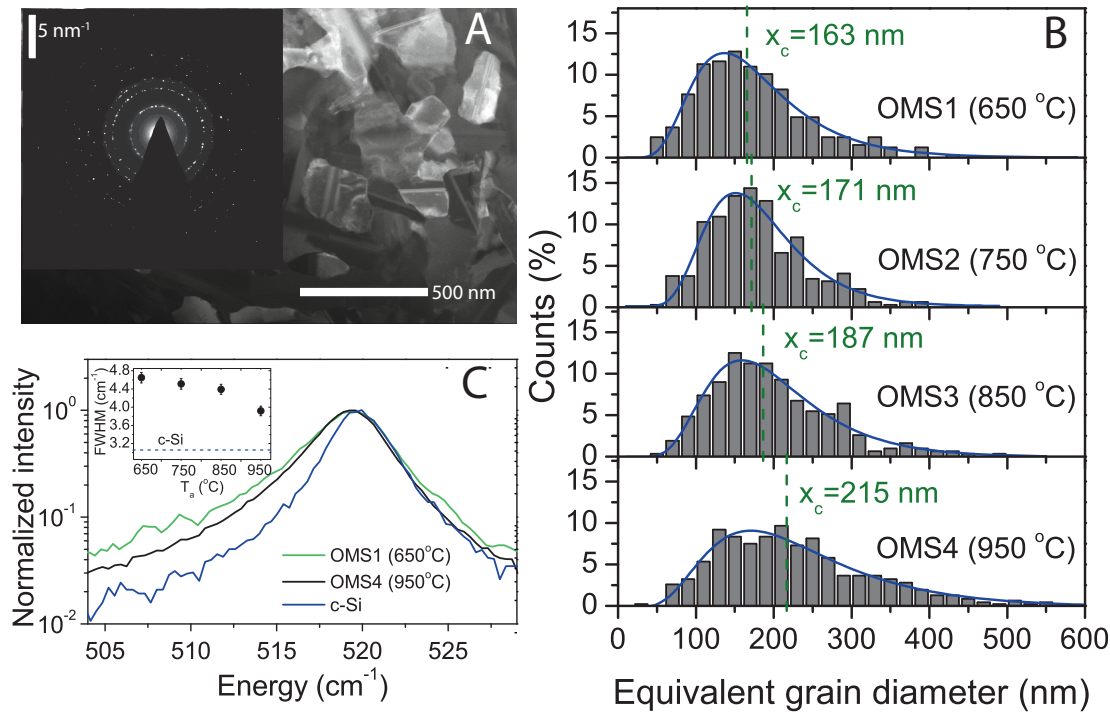 5 nm⁻¹
A
500 nm
B
15
10
5
0
x_c=163 nm
OMS1 (650 °C)
15
10
5
0
x_c=171 nm
OMS2 (750 °C)
15
10
5
0
x_c=187 nm
OMS3 (850 °C)
15
10
5
0
x_c=215 nm
OMS4 (950 °C)
Counts (%)
0 100 200 300 400 500 600
Equivalent grain diameter (nm)
C
4.8
4.0
3.2
FWHM (cm⁻¹)
c-Si
650 750 850 950
T_a (°C)
10⁰
10⁻¹
10⁻²
Normalized intensity
OMS1 (650°C)
OMS4 (950°C)
c-Si
505 510 515 520 525
Energy (cm⁻¹)